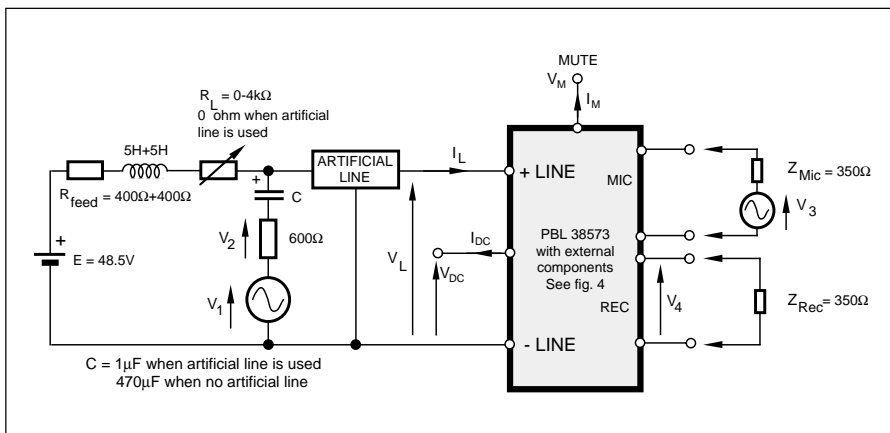 MUTE
V_M
I_M
R_L = 0-4kΩ
0 ohm when artificial
line is used
5H+5H
ARTIFICIAL
LINE
I_L
+
C
R_feed = 400Ω+400Ω
+ LINE
MIC
Z_Mic = 350Ω
V_3
V_2
600Ω
I_DC
V_L
V_DC
PBL 38573
with external
components
See fig. 4
+
E = 48.5V
V_1
REC
V_4
Z_Rec = 350Ω
- LINE
C = 1µF when artificial line is used
470µF when no artificial line